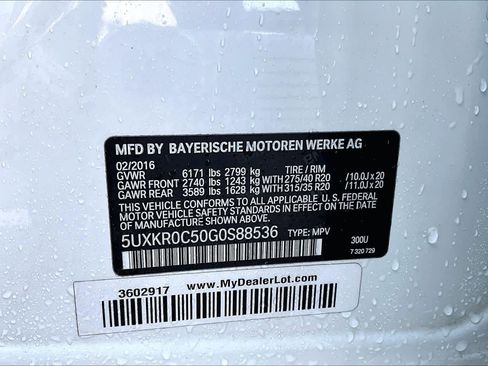 MFD BY BAYERISCHE MOTOREN WERKE AG
02/2016
GVWR 6171 lbs 2799 kg TIRE / RIM
GAWR FRONT 2740 lbs 1243 kg WITH 275/40 R20 /10.0J x 20
GAWR REAR 3589 lbs 1628 kg WITH 315/35 R20 /11.0J x 20
THIS VEHICLE CONFORMS TO ALL APPLICABLE U. S. FEDERAL
MOTOR VEHICLE SAFETY STANDARDS IN EFFECT ON THE DATE OF
MANUFACTURE SHOWN ABOVE.
5UXKR0C50G0S88536 TYPE: MPV 300U
7 320 729
3602917 www.MyDealerLot.com